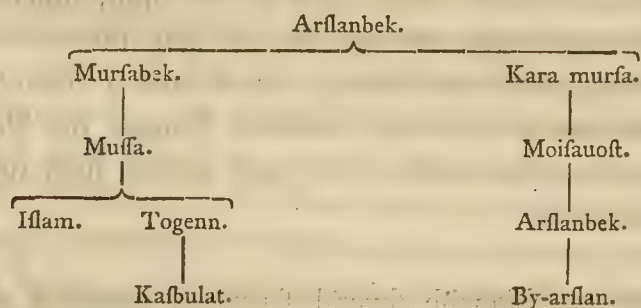 Arſlanbek.
Murſabek. Kara murſa.
Muſſa. Moiſauoſt.
Iſlam. Togenn. Arſlanbek.
Kaſbulat. By-arſlan.